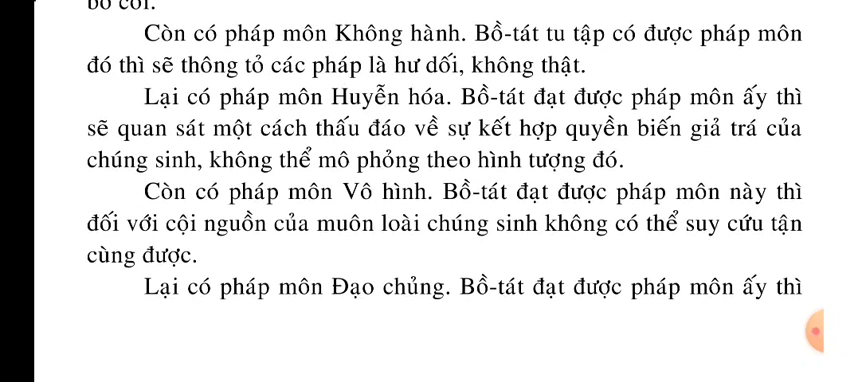 bờ cõi.
Còn có pháp môn Không hành. Bồ-tát tu tập có được pháp môn
đó thì sẽ thông tỏ các pháp là hư dối, không thật.
Lại có pháp môn Huyễn hóa. Bồ-tát đạt được pháp môn ấy thì
sẽ quan sát một cách thấu đáo về sự kết hợp quyền biến giả trá của
chúng sinh, không thể mô phỏng theo hình tượng đó.
Còn có pháp môn Vô hình. Bồ-tát đạt được pháp môn này thì
đối với cội nguồn của muôn loài chúng sinh không có thể suy cứu tận
cùng được.
Lại có pháp môn Đạo chủng. Bồ-tát đạt được pháp môn ấy thì